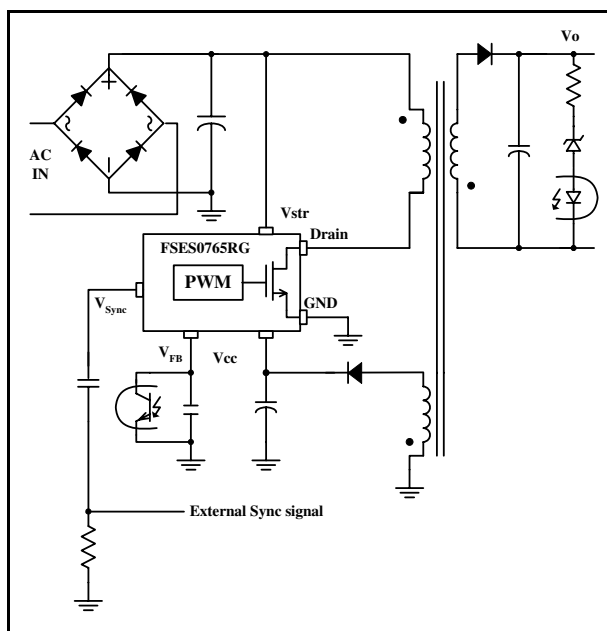 Vo
AC
IN
Vstr
FSES0765RG
Drain
PWM
GND
VSync
VFB
Vcc
External Sync signal